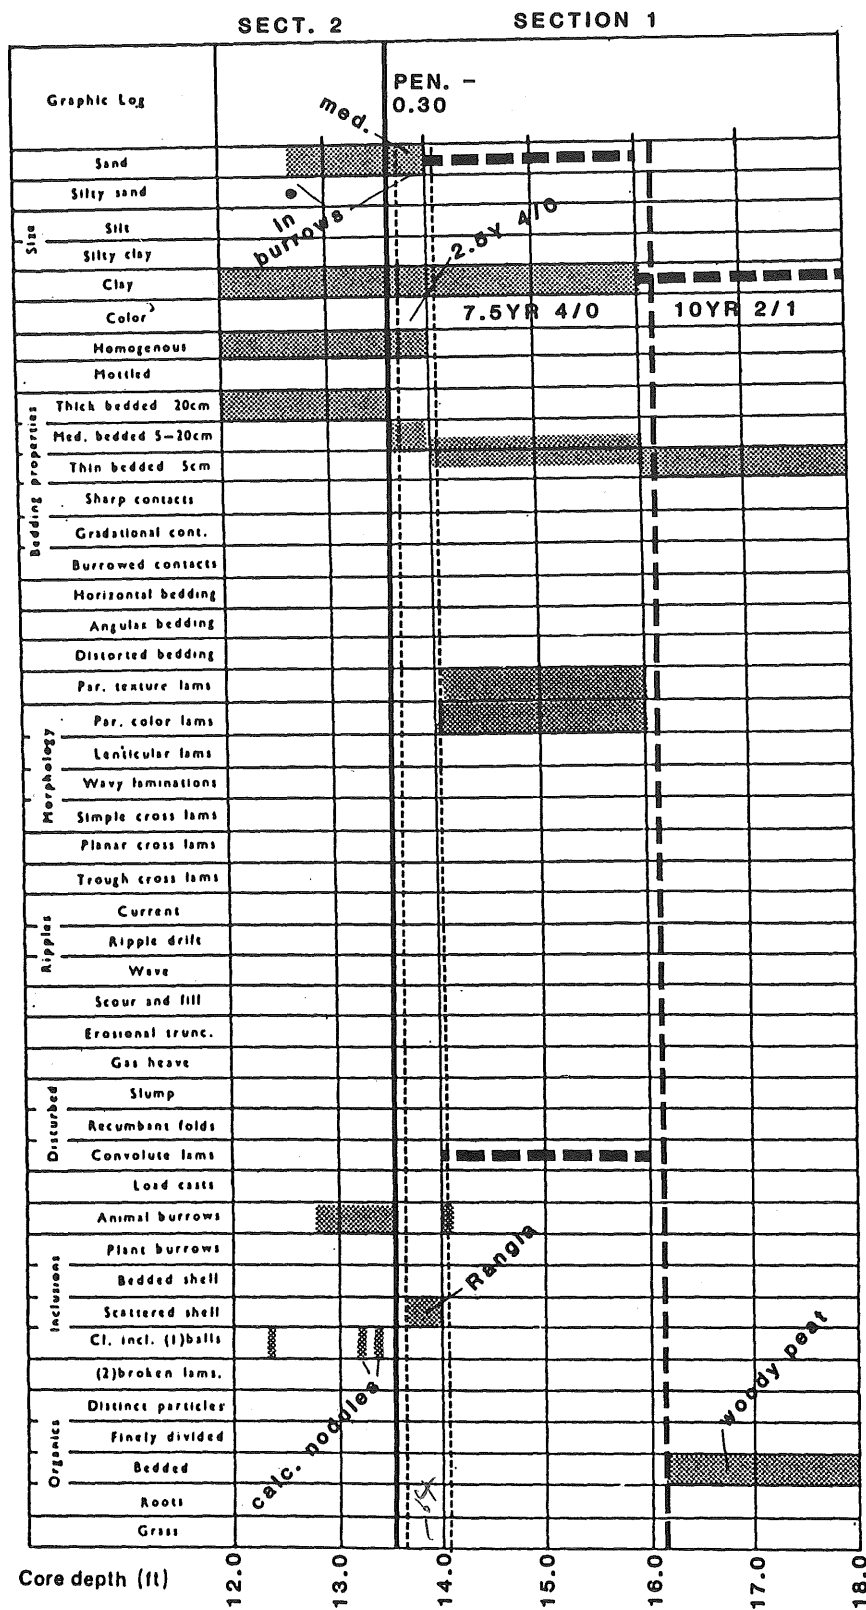 SECT. 2
SECTION 1
Graphic Log
PEN. -
0.30
med.
Sand
Silty sand
in
burrows
Size
Silt
Silty clay
Clay
2.5Y 4/0
Color
7.5YR 4/0
10YR 2/1
Homogenous
Mottled
Bedding properties
Thick bedded 20cm
Med. bedded 5-20cm
Thin bedded 5cm
Sharp contacts
Gradational cont.
Burrowed contacts
Horizontal bedding
Angular bedding
Distorted bedding
Morphology
Par. texture lams
Par. color lams
Lenticular lams
Wavy laminations
Simple cross lams
Planar cross lams
Trough cross lams
Ripples
Current
Ripple drift
Wave
Scour and fill
Erosional trunc.
Gas heave
Disturbed
Slump
Recumbant folds
Convolute lams
Load casts
Animal burrows
Inclussions
Plant burrows
Bedded shell
Scattered shell
Rangia
Cl. incl. (1)balls
(2)broken lams.
calc. nodules
Organics
Distinct particles
Finely divided
Bedded
woody peat
Roots
Grass
Core depth (ft)
12.0
13.0
14.0
15.0
16.0
17.0
18.0